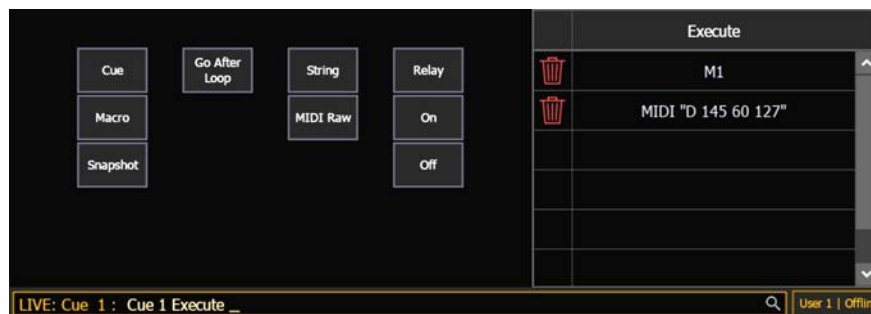 Cue
Go After
Loop
String
Relay
Macro
MIDI Raw
On
Snapshot
Off
Execute
M1
MIDI "D 145 60 127"
LIVE: Cue 1 : Cue 1 Execute _
User 1 | Offlin